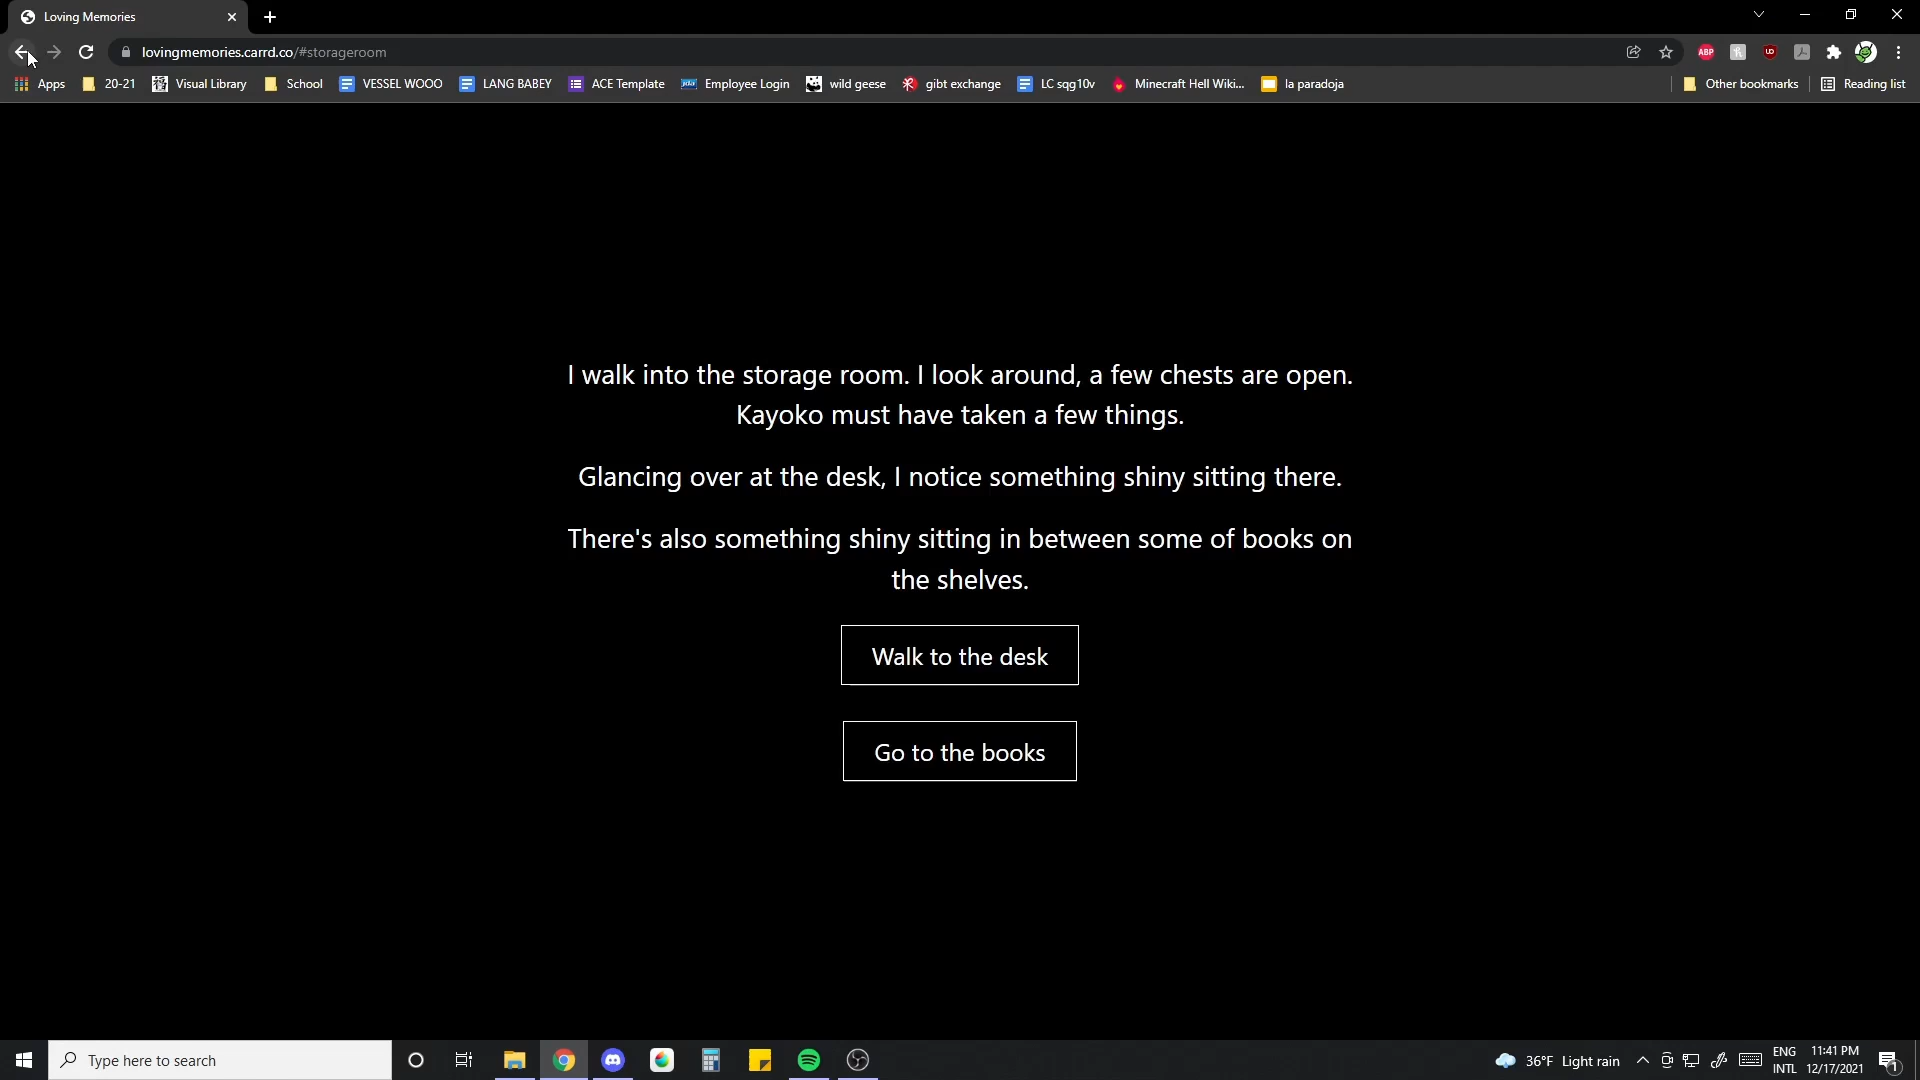 Loving Memories
lovingmemories.carrd.co/#storageroom
ABP
UD
Apps
20-21
Visual Library
School
VESSEL WOOO
LANG BABEY
ACE Template
Employee Login
wild geese
gibt exchange
LC sqg10v
Minecraft Hell Wiki...
la paradoja
Other bookmarks
Reading list
I walk into the storage room. I look around, a few chests are open.
Kayoko must have taken a few things.
Glancing over at the desk, I notice something shiny sitting there.
There's also something shiny sitting in between some of books on
the shelves.
Walk to the desk
Go to the books
Type here to search
36°F Light rain
ENG
INTL
11:41 PM
12/17/2021
1